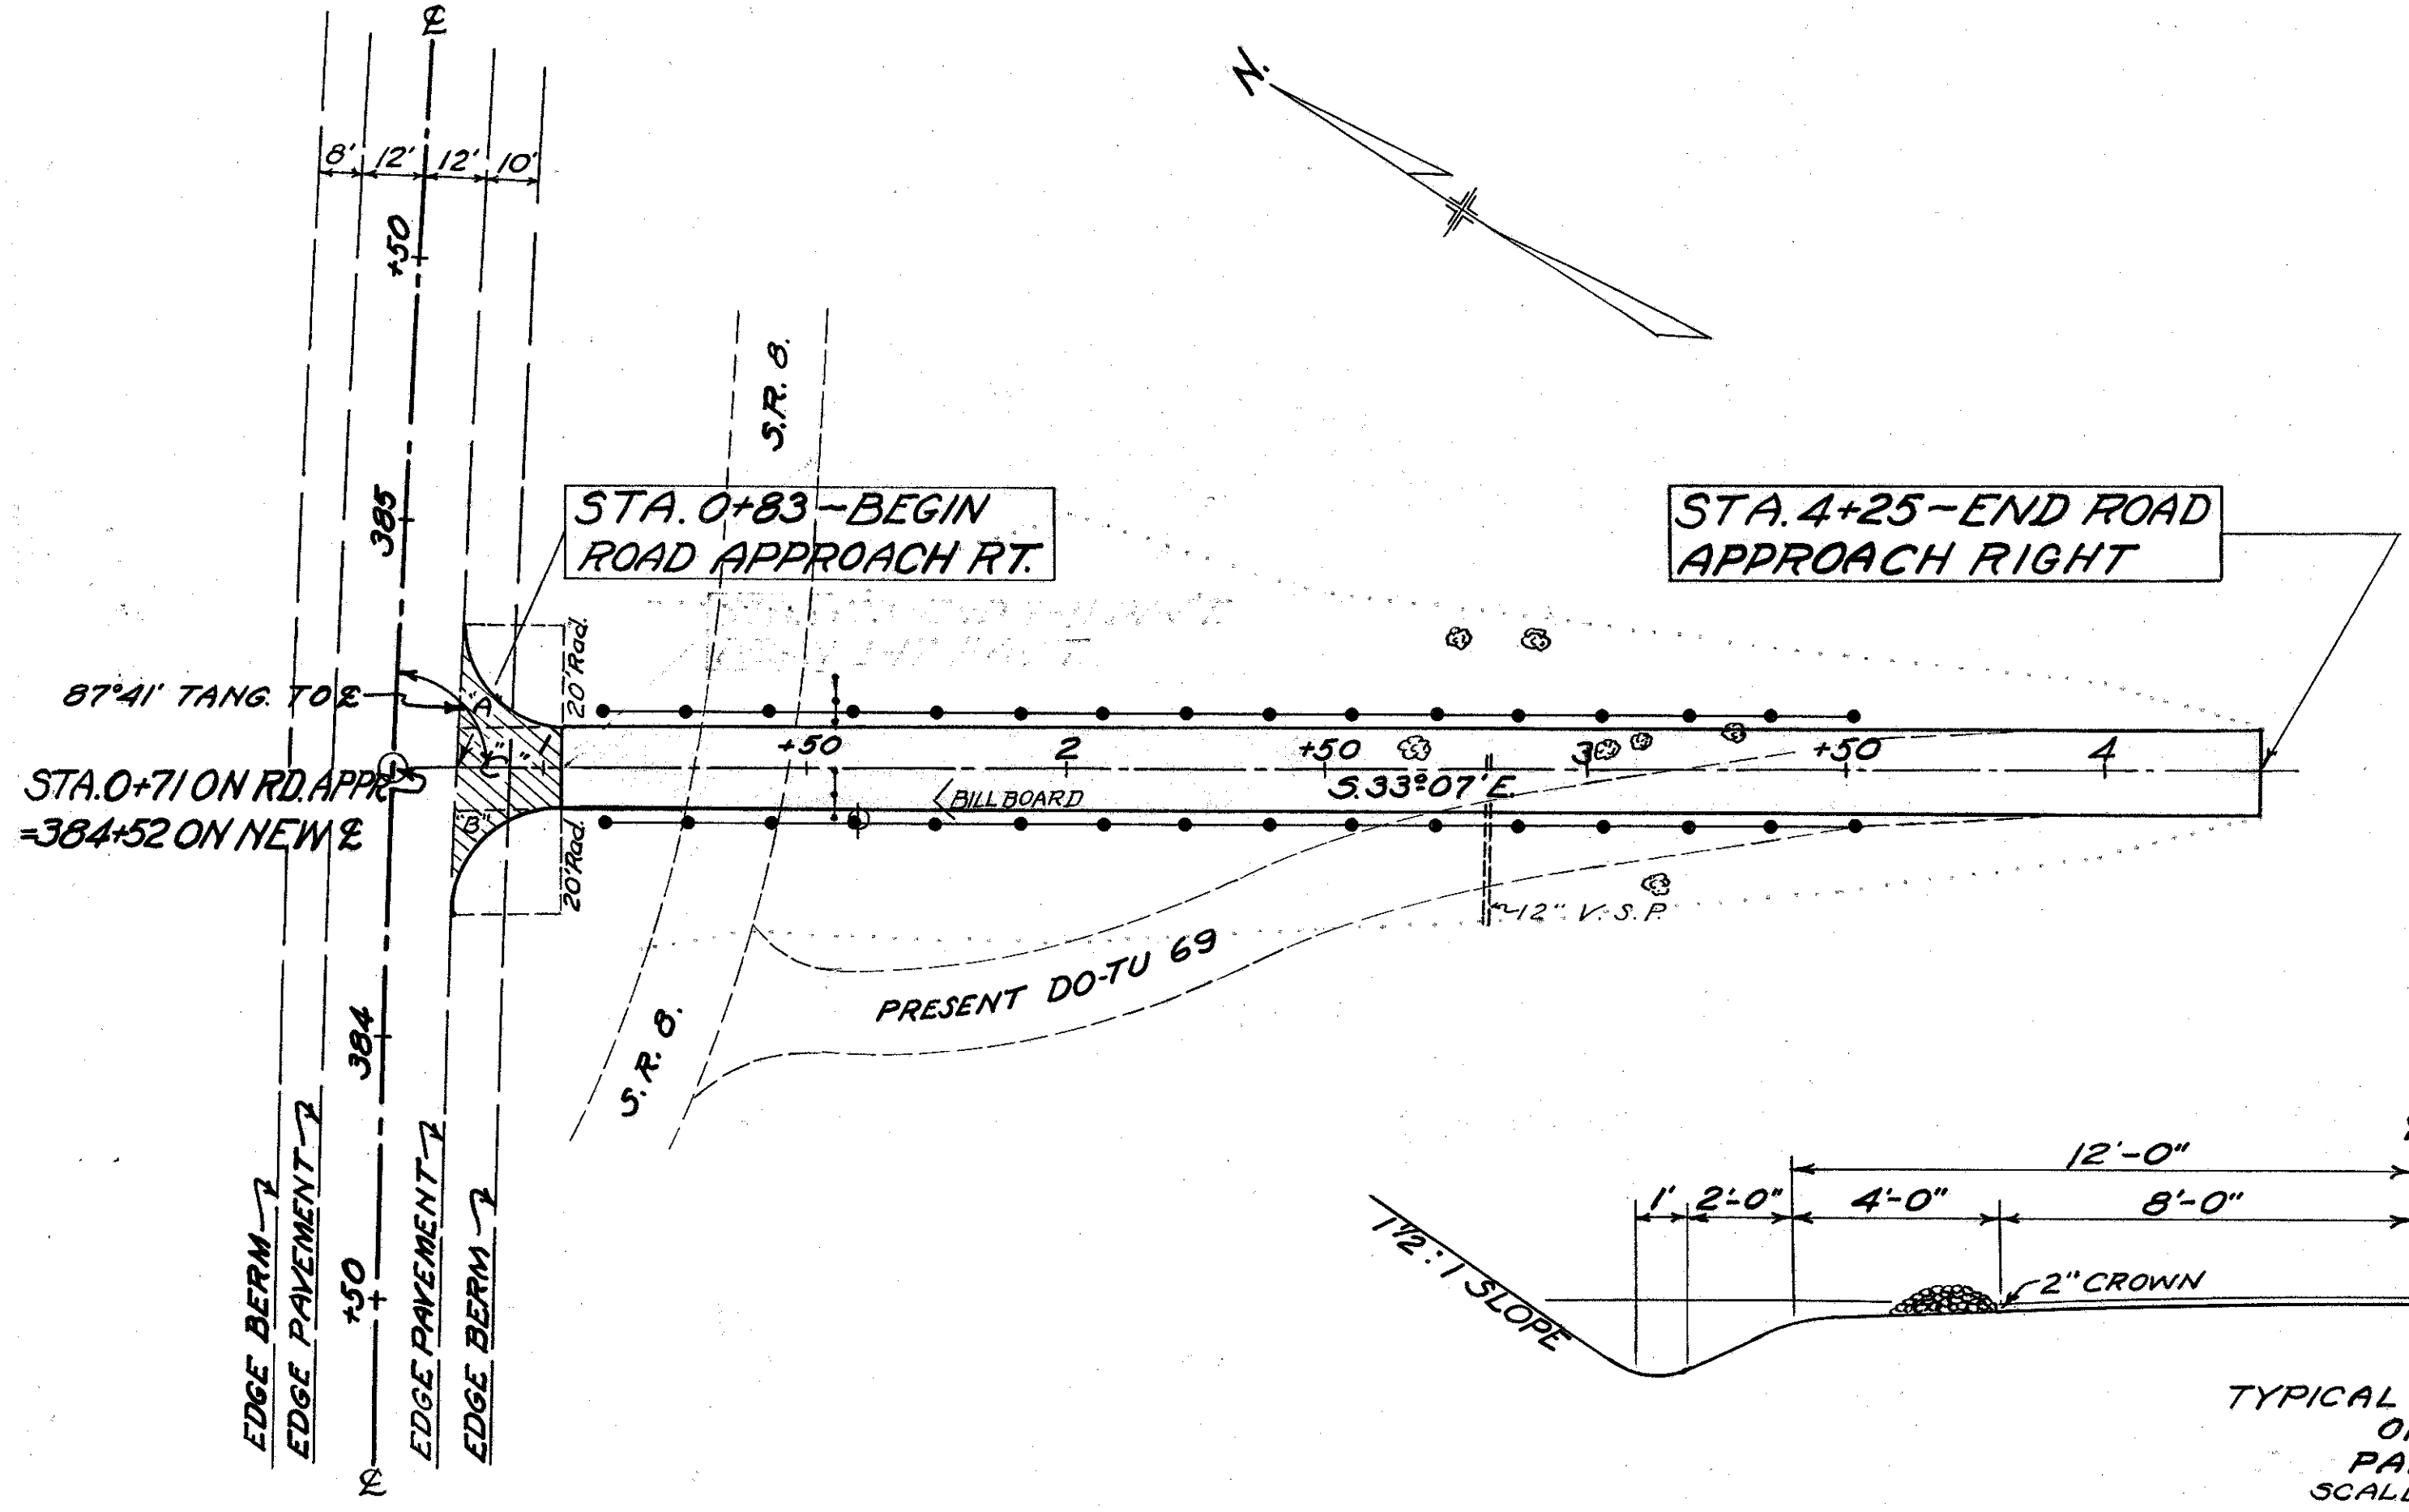 ℄
N.
8' 12' 12' 10'
+50
S.R. 8.
385
STA. 0+83-BEGIN
ROAD APPROACH RT.
STA. 4+25-END ROAD
APPROACH RIGHT
20' Rad.
87°41' TANG. TO ℄
"A"
"C"
1
+50
2
+50
3
+50
4
STA. 0+71 ON RD. APPR.
=384+52 ON NEW ℄
S.33°07'E.
BILLBOARD
"B"
20' Rad.
12" V.S.P.
PRESENT DO-TU 69
S.R. 8.
384
EDGE BERM
EDGE PAVEMENT
+50
EDGE PAVEMENT
EDGE BERM
℄
12'-0"
1' 2'-0" 4'-0" 8'-0"
1½:1 SLOPE
2" CROWN
TYPICAL